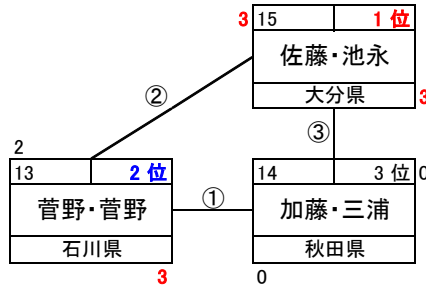 3 15 1 位
佐藤・池永
大分県 3
②
③
2
13 2 位
菅野・菅野
石川県
3
①
14 3 位 0
加藤・三浦
秋田県
0